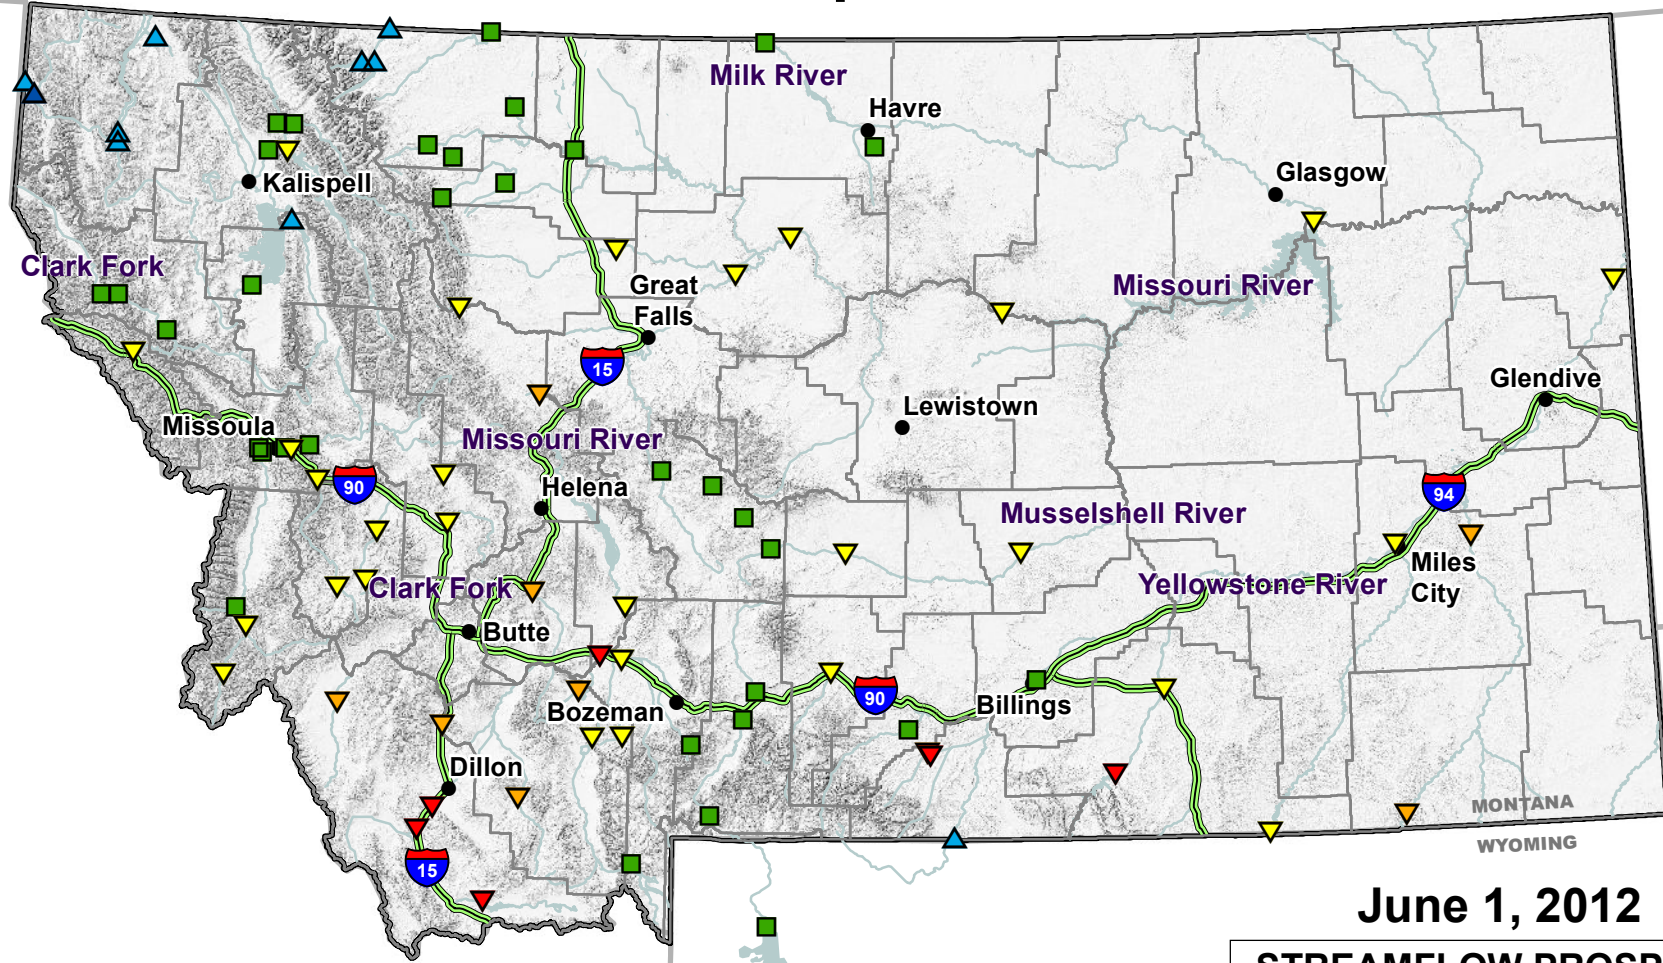 Milk River
Havre
Glasgow
Kalispell
Clark Fork
Great
Falls
Missouri River
15
Glendive
Lewistown
Missoula
Missouri River
90
Helena
94
Musselshell River
Miles
City
Clark Fork
Yellowstone River
Butte
Bozeman
90
Billings
Dillon
MONTANA
WYOMING
15
June 1, 2012